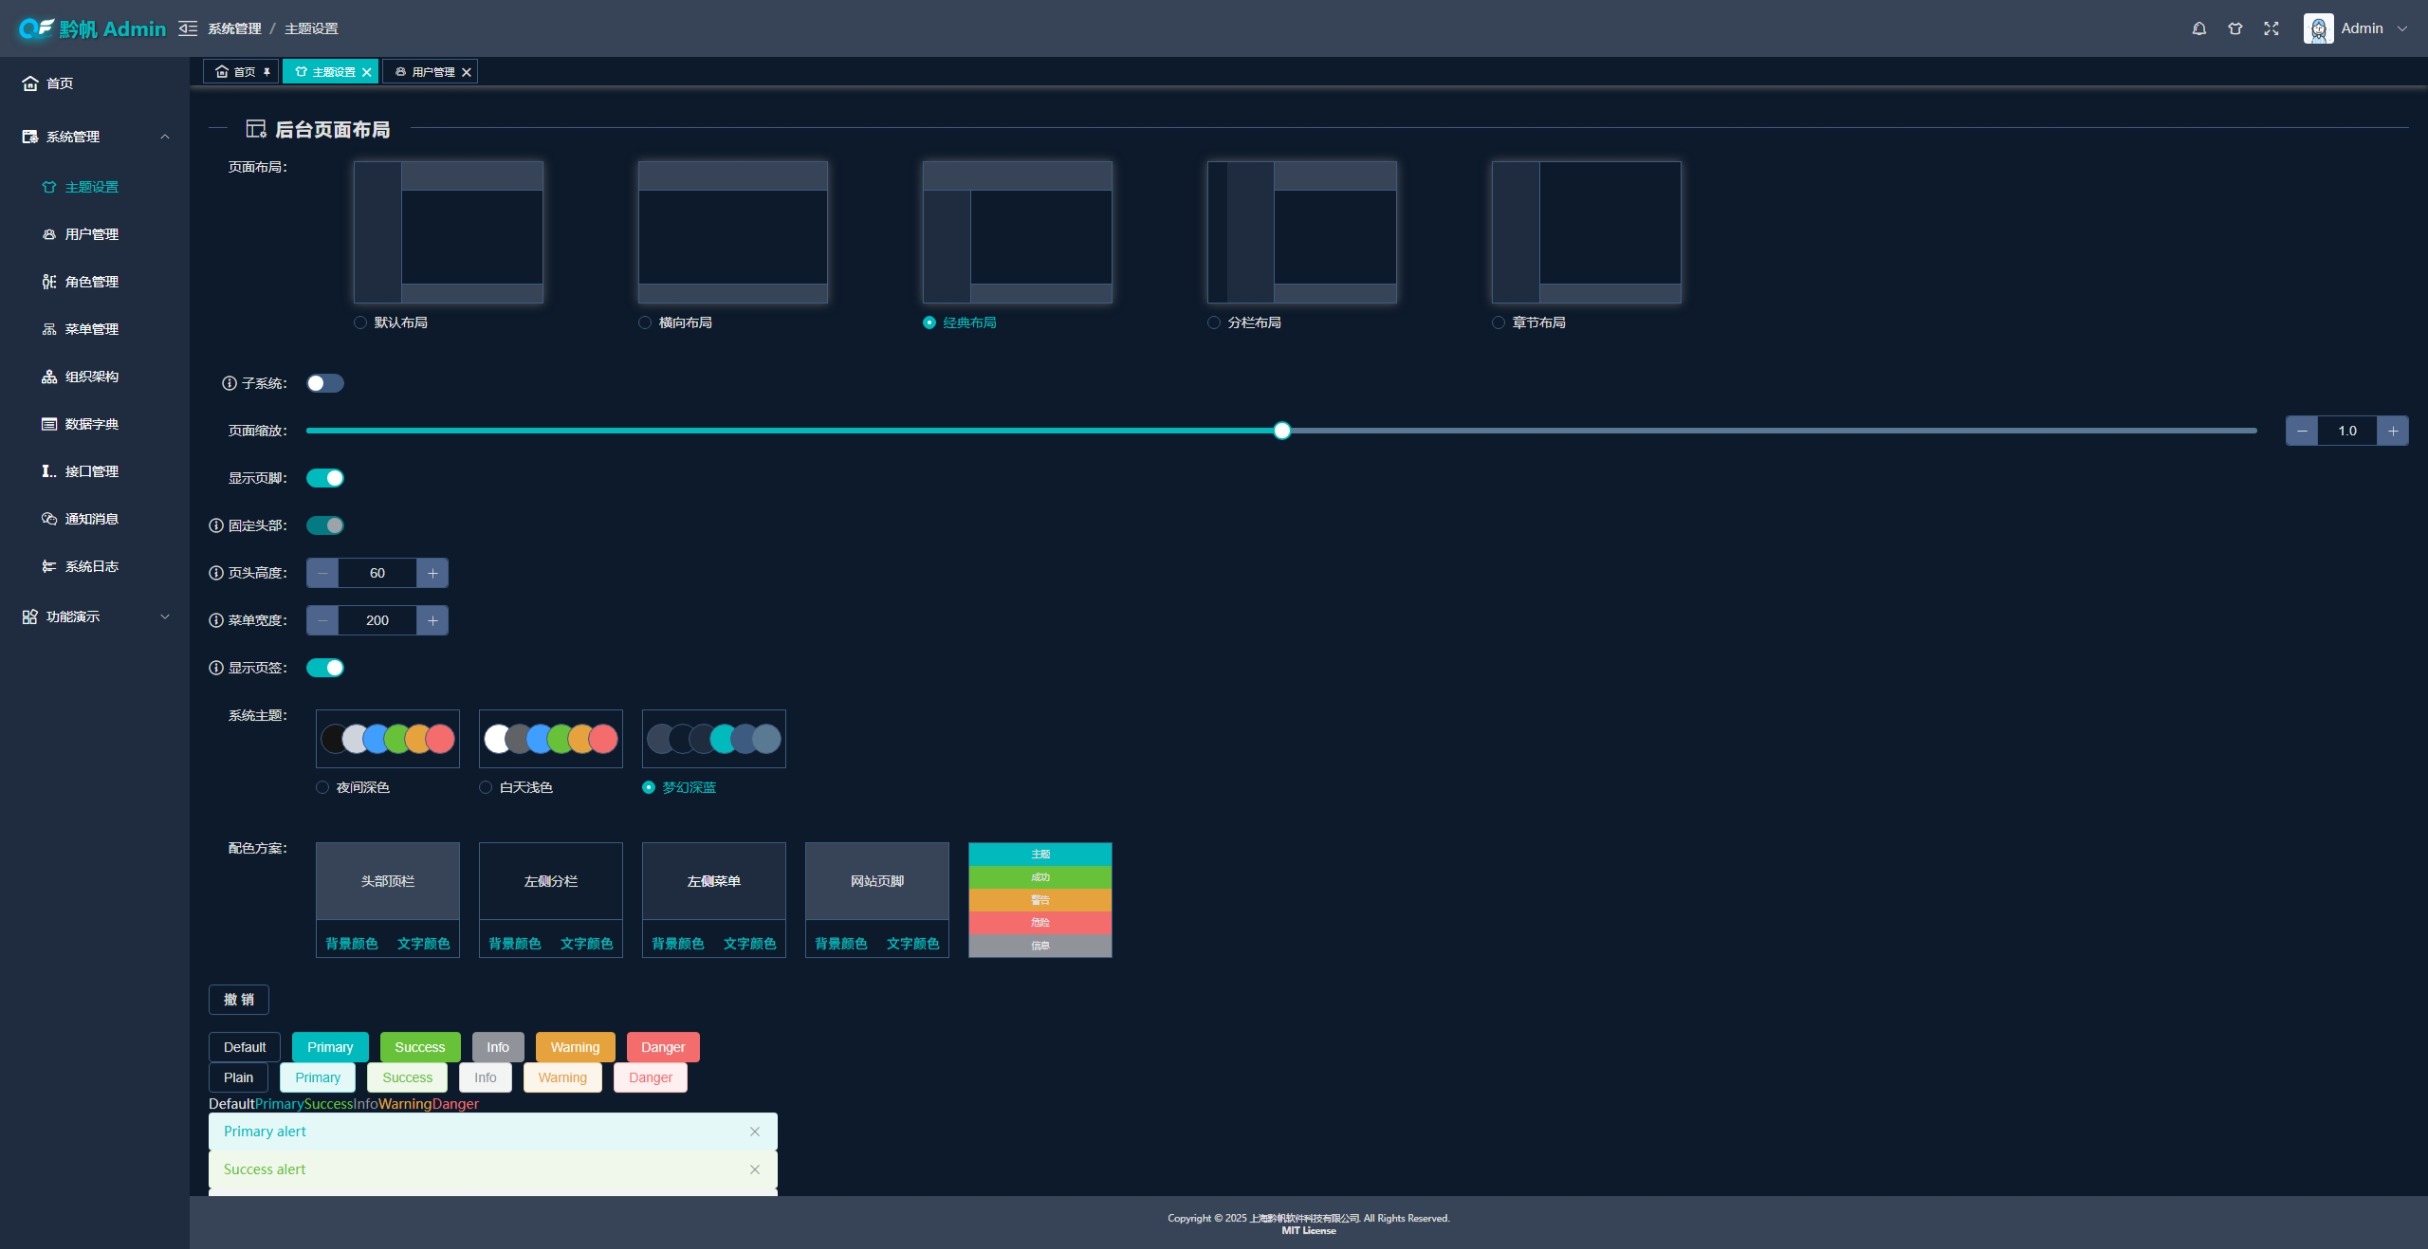 黔帆 Admin
系统管理 / 主题设置
Admin
首页
主题设置
用户管理
首页
系统管理
主题设置
用户管理
角色管理
菜单管理
组织架构
数据字典
接口管理
通知消息
系统日志
功能演示
后台页面布局
页面布局：
默认布局
横向布局
经典布局
分栏布局
章节布局
子系统：
页面缩放：
1.0
显示页脚：
固定头部：
页头高度：
60
菜单宽度：
200
显示页签：
系统主题：
夜间深色
白天浅色
梦幻深蓝
配色方案：
头部顶栏
背景颜色 文字颜色
左侧分栏
背景颜色 文字颜色
左侧菜单
背景颜色 文字颜色
网站页脚
背景颜色 文字颜色
主题
成功
警告
危险
信息
撤 销
Default Primary Success Info Warning Danger
Plain Primary Success Info Warning Danger
DefaultPrimarySuccessInfoWarningDanger
Primary alert
Success alert
Copyright © 2025 上海黔帆软件科技有限公司. All Rights Reserved.
MIT License